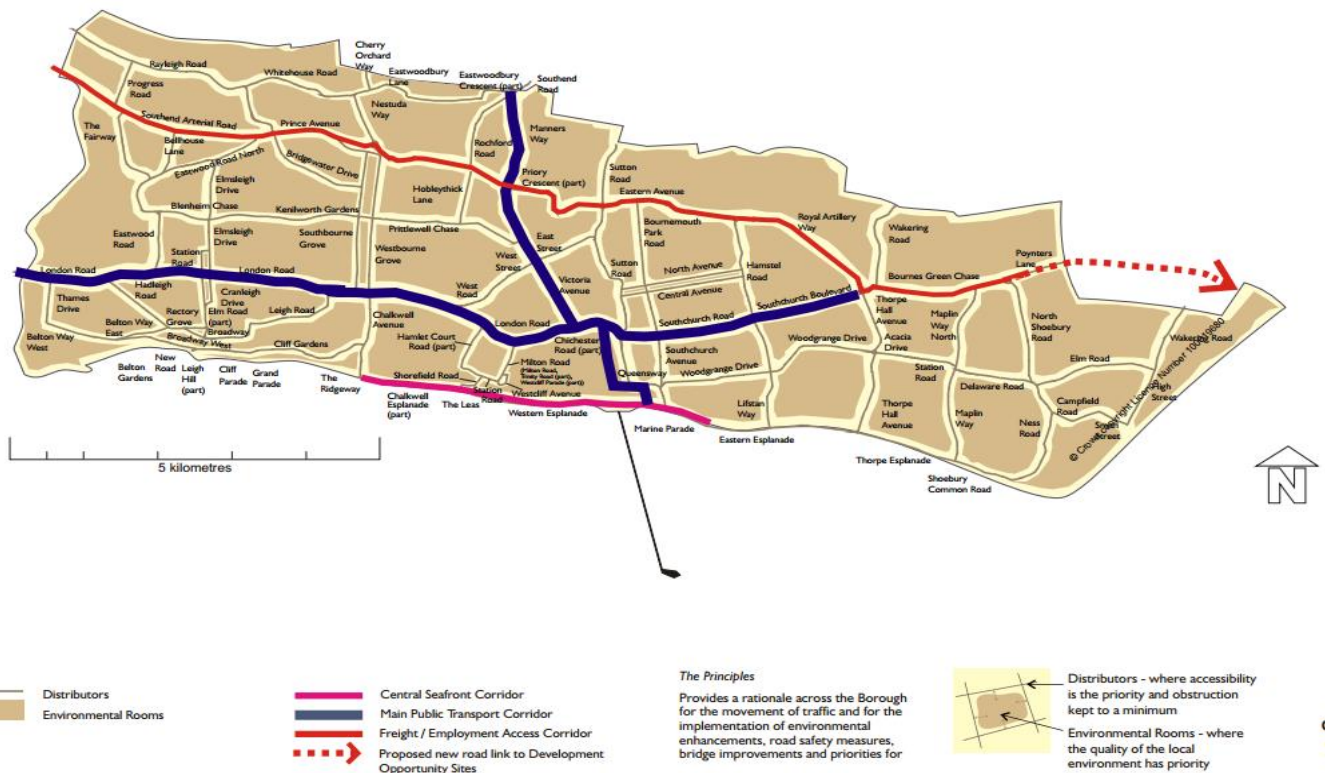 Cherry
Orchard
Way
Rayleigh Road
Whitehouse Road
Eastwoodbury
Lane
Eastwoodbury
Crescent (part)
Southend
Road
Progress
Road
Nestuda
Way
The
Fairway
Southend Arterial Road
Prince Avenue
Manners
Way
Bellhouse
Lane
Rochford
Road
Eastwood Road North
Bridgewater Drive
Priory
Crescent (part)
Sutton
Road
Elmsleigh
Drive
Hobleythick
Lane
Eastern Avenue
Blenheim Chase
Kenilworth Gardens
Royal Artillery
Way
Eastwood
Road
Elmsleigh
Drive
Southbourne
Grove
Prittlewell Chase
East
Street
Bournemouth
Park
Road
Wakering
Road
Station
Road
Westbourne
Grove
West
Street
Sutton
Road
North Avenue
Hamstel
Road
Poynters
Lane
London Road
London Road
Bournes Green Chase
Hadleigh
Road
West
Road
Victoria
Avenue
Central Avenue
Thames
Drive
Cranleigh
Drive
Elm Road
(part)
Leigh Road
Southchurch Boulevard
Rectory
Grove
Chalkwell
Avenue
London Road
Southchurch Road
Thorpe
Hall
Avenue
Maplin
Way
North
North
Shoebury
Road
Belton Way
West
Belton Way
East
Broadway
Broadway West
Cliff Gardens
Hamlet Court
Road (part)
Chichester
Road (part)
Woodgrange Drive
Acacia
Drive
Wakering Road
Belton
Gardens
New
Road
Leigh
Hill
(part)
Cliff
Parade
Grand
Parade
The
Ridgeway
Milton Road
(Milton Road,
Trinity Road (part),
Westcliff Parade (part))
Southchurch
Avenue
Elm Road
Shorefield Road
Queensway
Woodgrange Drive
Station
Road
Delaware Road
High
Street
Chalkwell
Esplanade
(part)
The Leas
Station
Road
Westcliff Avenue
Western Esplanade
Lifstan
Way
Thorpe
Hall
Avenue
Maplin
Way
Ness
Road
Campfield
Road
Marine Parade
Eastern Esplanade
Thorpe Esplanade
Shoebury
Common Road
5 kilometres
N
Distributors
Environmental Rooms
Central Seafront Corridor
Main Public Transport Corridor
Freight / Employment Access Corridor
Proposed new road link to Development
Opportunity Sites
The Principles
Provides a rationale across the Borough
for the movement of traffic and for the
implementation of environmental
enhancements, road safety measures,
bridge improvements and priorities for
Distributors - where accessibility
is the priority and obstruction
kept to a minimum
Environmental Rooms - where
the quality of the local
environment has priority